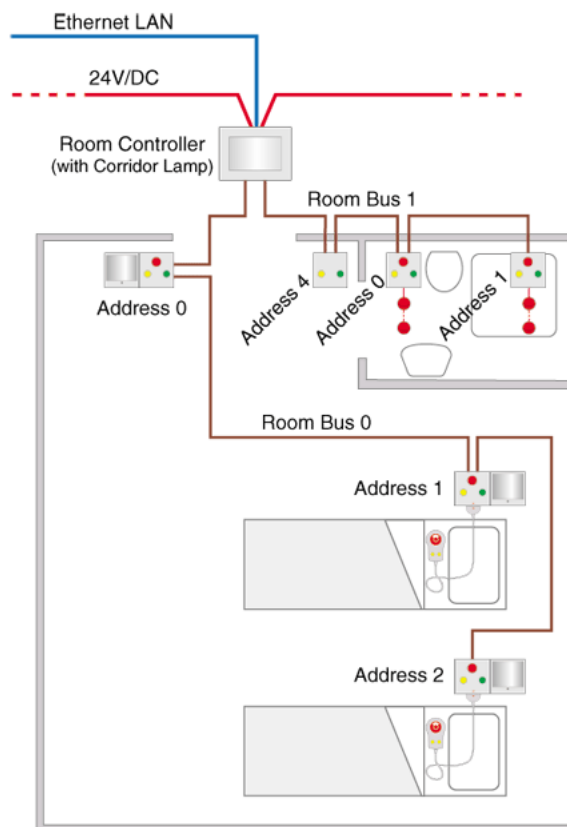 Ethernet LAN
24V/DC
Room Controller
(with Corridor Lamp)
Room Bus 1
Address 0
Address 4
Address 0
Address 1
Room Bus 0
Address 1
Address 2